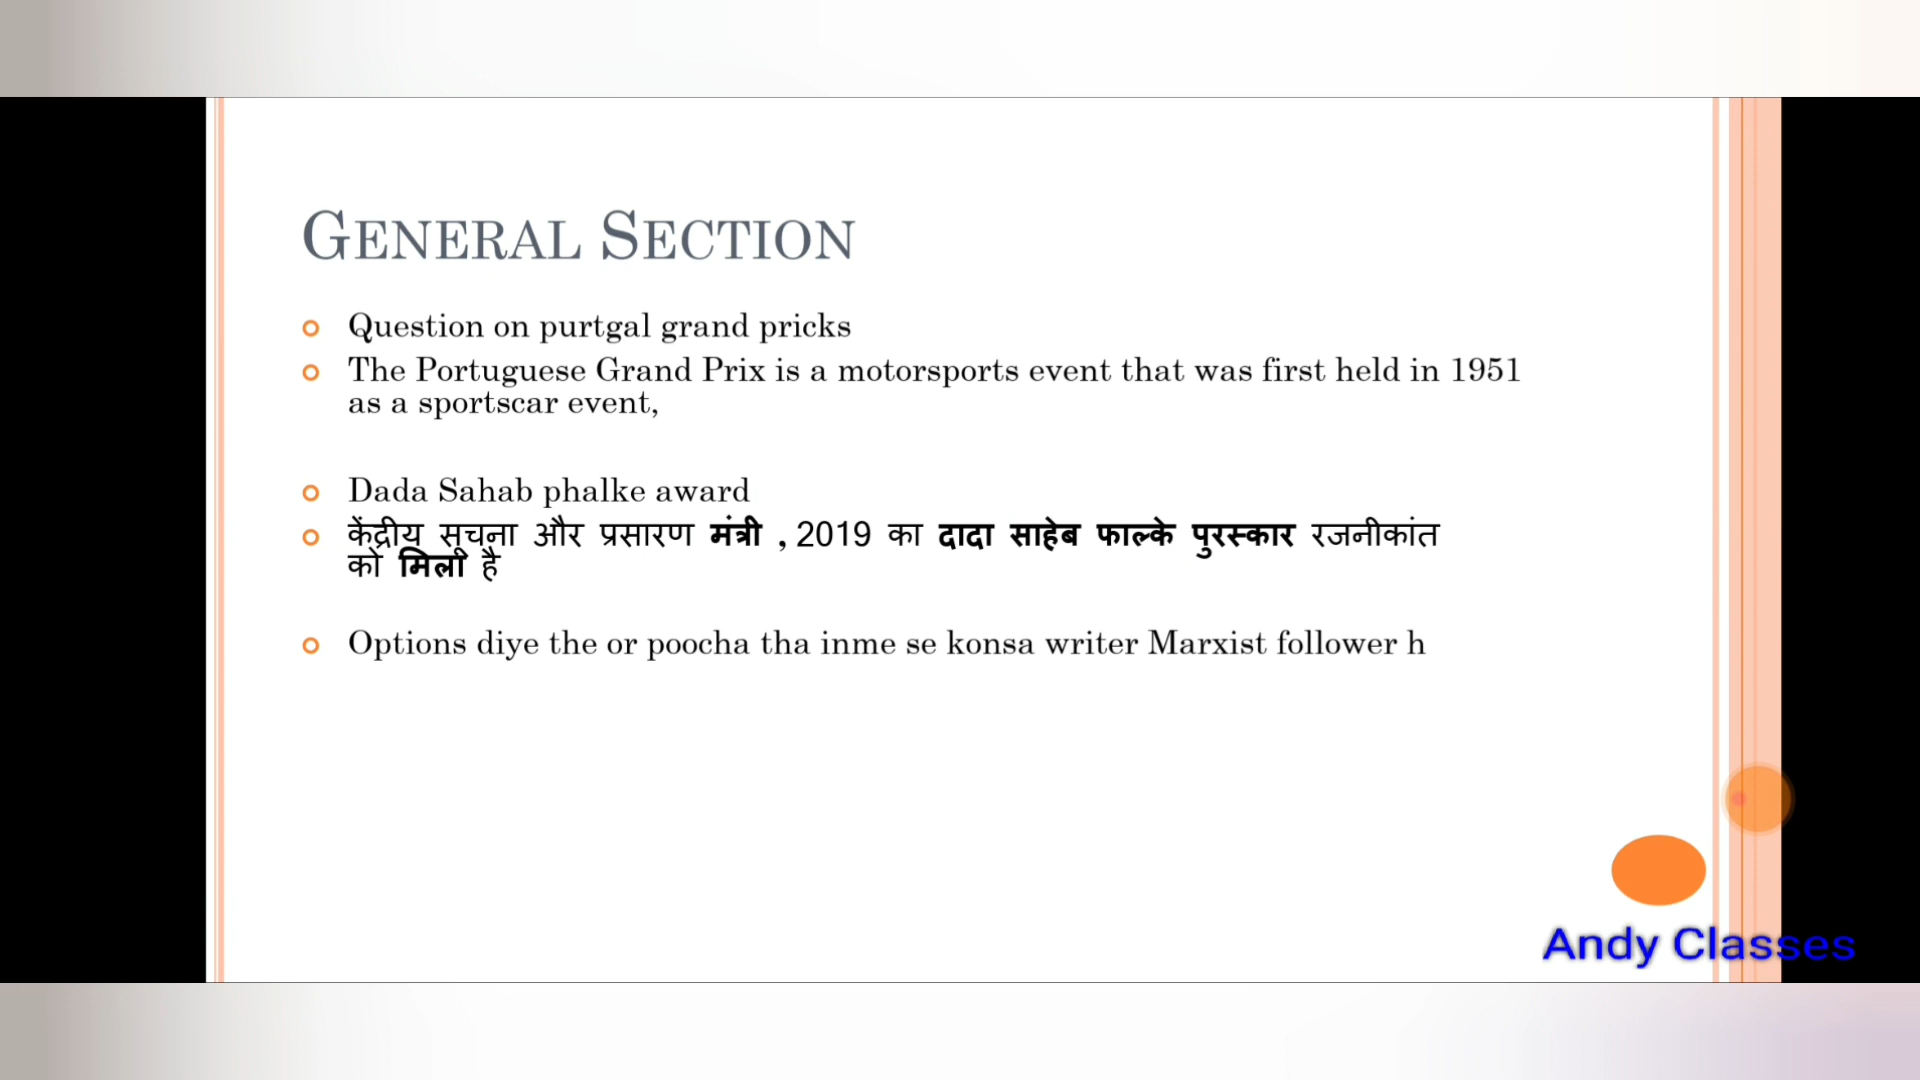 GENERAL SECTION
Question on purtgal grand pricks
The Portuguese Grand Prix is a motorsports event that was first held in 1951
as a sportscar event,
Dada Sahab phalke award
केंद्रीय सूचना और प्रसारण मंत्री , 2019 का दादा साहेब फाल्के पुरस्कार रजनीकांत
को मिला है
Options diye the or poocha tha inme se konsa writer Marxist follower h
Andy Classes